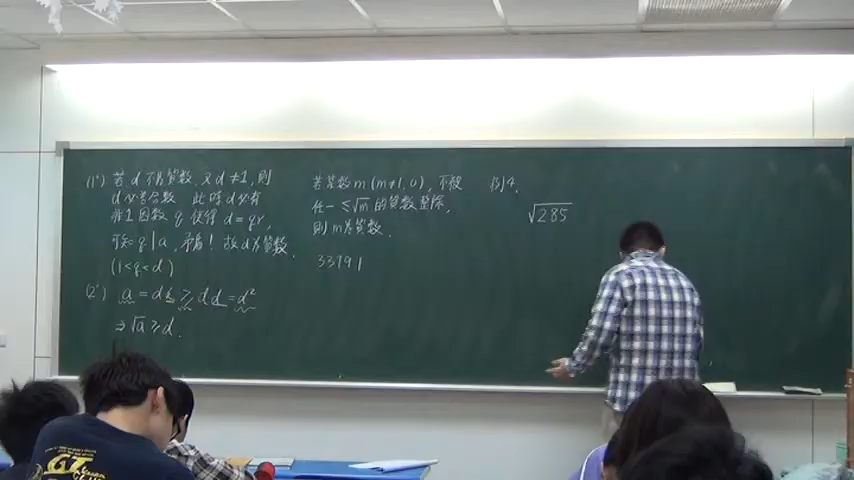 (1°) 若 d 不為質數,又 d≠1,則
d 必為合數 此時 d 必有
非1因數 q 使得 d=qr,
可知 q|a,矛盾!故 d 為質數.
(1<q<d)
(2°) a = dk ≥ dd = d²
⇒ √a ≥ d.
若某數 m (m≠1,0),不被
任一 ≤√m 的質數整除,
則 m 為質數.
33191
例4.
√285
GT